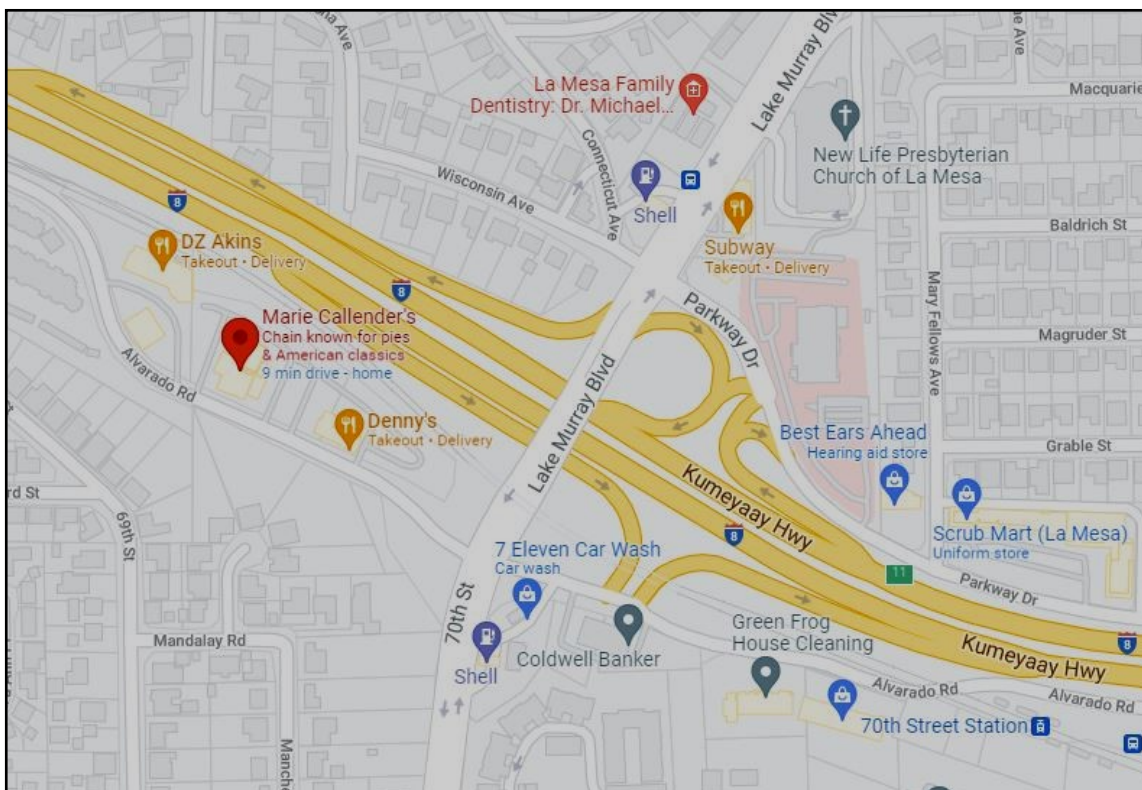 Lake Murray Blvd
La Mesa Family
Dentistry: Dr. Michael...
Macquarie
Connecticut Ave
New Life Presbyterian
Church of La Mesa
Wisconsin Ave
Shell
8
DZ Akins
Takeout • Delivery
Subway
Takeout • Delivery
Baldrich St
8
Parkway Dr
Mary Fellows Ave
Marie Callender's
Chain known for pies
& American classics
9 min drive - home
Magruder St
Alvarado Rd
Lake Murray Blvd
Denny's
Takeout • Delivery
Best Ears Ahead
Hearing aid store
Grable St
Kumeyaay Hwy
rd St
69th St
8
Scrub Mart (La Mesa)
Uniform store
7 Eleven Car Wash
Car wash
11
Parkway Dr
70th St
Mandalay Rd
Green Frog
House Cleaning
Kumeyaay Hwy
8
Shell
Coldwell Banker
Alvarado Rd
Alvarado Rd
70th Street Station